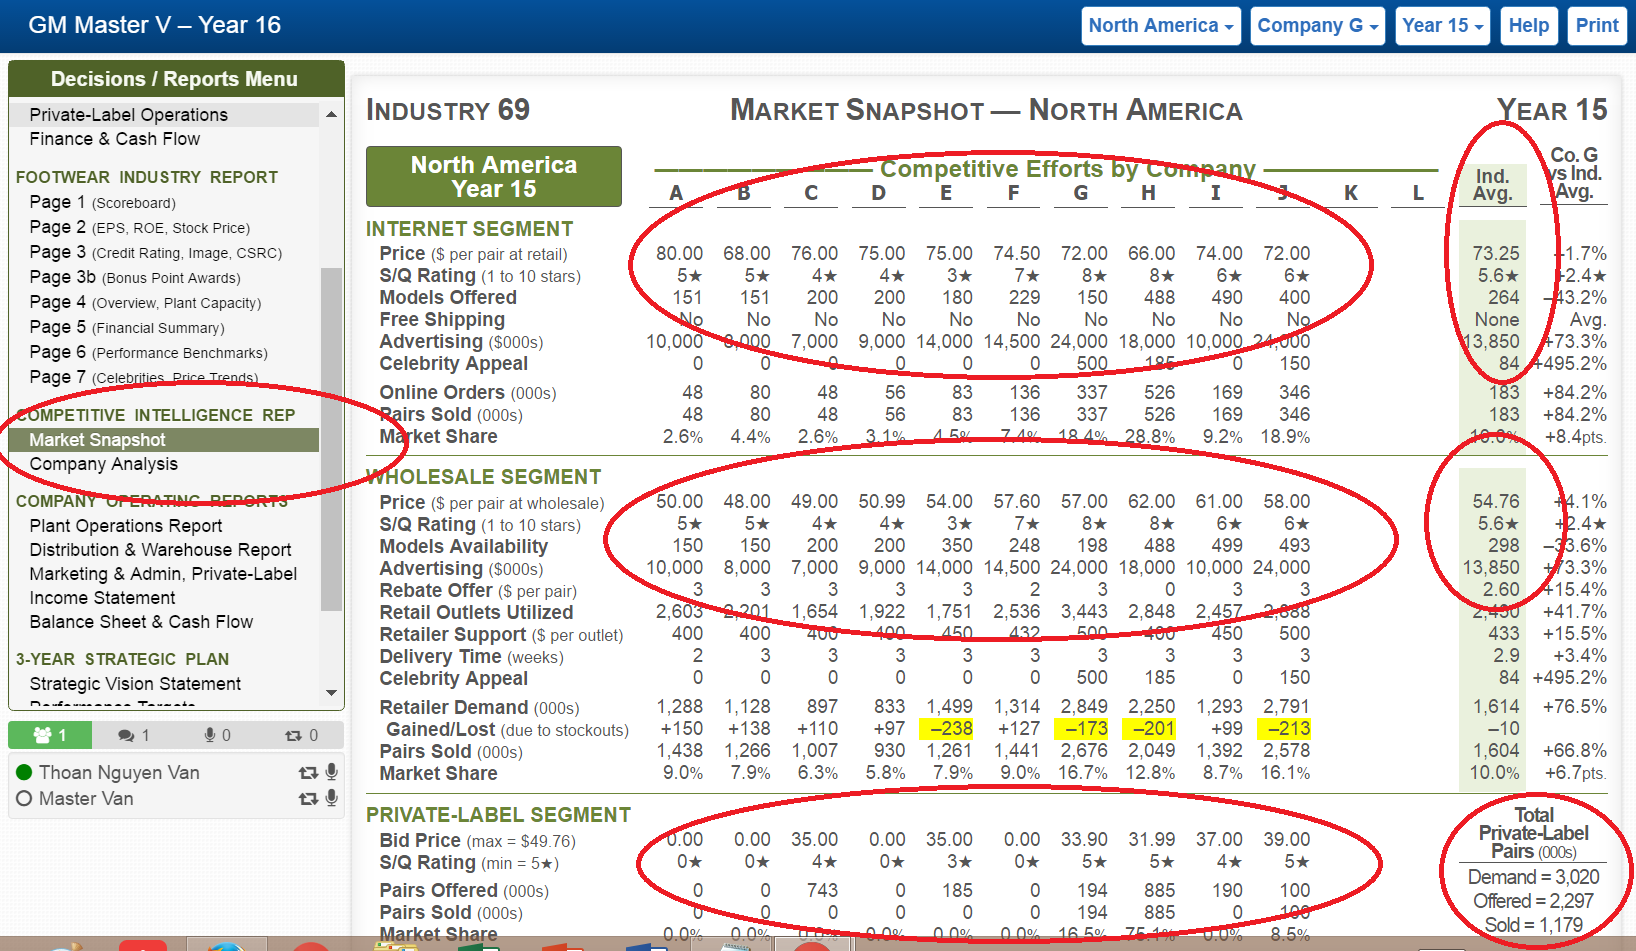 GM Master V – Year 16
North America Company G Year 15 Help Print
Decisions / Reports Menu
Private-Label Operations
Finance & Cash Flow
FOOTWEAR INDUSTRY REPORT
Page 1 (Scoreboard)
Page 2 (EPS, ROE, Stock Price)
Page 3 (Credit Rating, Image, CSRC)
Page 3b (Bonus Point Awards)
Page 4 (Overview, Plant Capacity)
Page 5 (Financial Summary)
Page 6 (Performance Benchmarks)
Page 7 (Celebrities, Price Trends)
COMPETITIVE INTELLIGENCE REP
Market Snapshot
Company Analysis
COMPANY OPERATING REPORTS
Plant Operations Report
Distribution & Warehouse Report
Marketing & Admin, Private-Label
Income Statement
Balance Sheet & Cash Flow
3-YEAR STRATEGIC PLAN
Strategic Vision Statement
Performance Targets
1 1 0 0
Thoan Nguyen Van
Master Van
INDUSTRY 69 MARKET SNAPSHOT — NORTH AMERICA YEAR 15
North America
Year 15
Competitive Efforts by Company
A B C D E F G H I J K L
Ind.
Avg.
Co. G
vs Ind.
Avg.
INTERNET SEGMENT
Price ($ per pair at retail) 80.00 68.00 76.00 75.00 75.00 74.50 72.00 66.00 74.00 72.00 73.25 –1.7%
S/Q Rating (1 to 10 stars) 5★ 5★ 4★ 4★ 3★ 7★ 8★ 8★ 6★ 6★ 5.6★ +2.4★
Models Offered 151 151 200 200 180 229 150 488 490 400 264 –43.2%
Free Shipping No No No No No No No No No No None Avg.
Advertising ($000s) 10,000 8,000 7,000 9,000 14,000 14,500 24,000 18,000 10,000 24,000 13,850 +73.3%
Celebrity Appeal 0 0 0 0 0 0 500 185 0 150 84 +495.2%
Online Orders (000s) 48 80 48 56 83 136 337 526 169 346 183 +84.2%
Pairs Sold (000s) 48 80 48 56 83 136 337 526 169 346 183 +84.2%
Market Share 2.6% 4.4% 2.6% 3.1% 4.5% 7.4% 18.4% 28.8% 9.2% 18.9% 10.0% +8.4pts.
WHOLESALE SEGMENT
Price ($ per pair at wholesale) 50.00 48.00 49.00 50.99 54.00 57.60 57.00 62.00 61.00 58.00 54.76 +4.1%
S/Q Rating (1 to 10 stars) 5★ 5★ 4★ 4★ 3★ 7★ 8★ 8★ 6★ 6★ 5.6★ +2.4★
Models Availability 150 150 200 200 350 248 198 488 499 493 298 –33.6%
Advertising ($000s) 10,000 8,000 7,000 9,000 14,000 14,500 24,000 18,000 10,000 24,000 13,850 +73.3%
Rebate Offer ($ per pair) 3 3 3 3 3 2 3 0 3 3 2.60 +15.4%
Retail Outlets Utilized 2,603 2,201 1,654 1,922 1,751 2,536 3,443 2,848 2,457 2,888 2,430 +41.7%
Retailer Support ($ per outlet) 400 400 400 400 450 432 500 400 450 500 433 +15.5%
Delivery Time (weeks) 2 3 3 3 3 3 3 3 3 3 2.9 +3.4%
Celebrity Appeal 0 0 0 0 0 0 500 185 0 150 84 +495.2%
Retailer Demand (000s) 1,288 1,128 897 833 1,499 1,314 2,849 2,250 1,293 2,791 1,614 +76.5%
Gained/Lost (due to stockouts) +150 +138 +110 +97 –238 +127 –173 –201 +99 –213 –10
Pairs Sold (000s) 1,438 1,266 1,007 930 1,261 1,441 2,676 2,049 1,392 2,578 1,604 +66.8%
Market Share 9.0% 7.9% 6.3% 5.8% 7.9% 9.0% 16.7% 12.8% 8.7% 16.1% 10.0% +6.7pts.
PRIVATE-LABEL SEGMENT
Bid Price (max = $49.76) 0.00 0.00 35.00 0.00 35.00 0.00 33.90 31.99 37.00 39.00
S/Q Rating (min = 5★) 0★ 0★ 4★ 0★ 3★ 0★ 5★ 5★ 4★ 5★
Pairs Offered (000s) 0 0 743 0 185 0 194 885 190 100
Pairs Sold (000s) 0 0 0 0 0 0 194 885 0 100
Market Share 0.0% 0.0% 0.0% 0.0% 0.0% 0.0% 16.5% 75.1% 0.0% 8.5%
Total
Private-Label
Pairs (000s)
Demand = 3,020
Offered = 2,297
Sold = 1,179